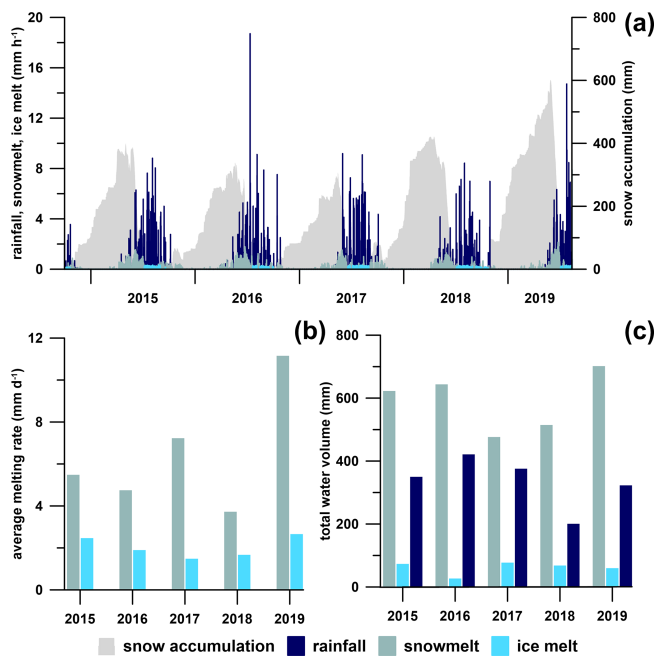 (a)
rainfall, snowmelt, ice melt (mm h⁻¹)
20
16
12
8
4
0
800
600
400
200
0
snow accumulation (mm)
2015 2016 2017 2018 2019
(b)
average melting rate (mm d⁻¹)
12
8
4
0
2015 2016 2017 2018 2019
(c)
total water volume (mm)
800
600
400
200
0
2015 2016 2017 2018 2019
snow accumulation rainfall snowmelt ice melt